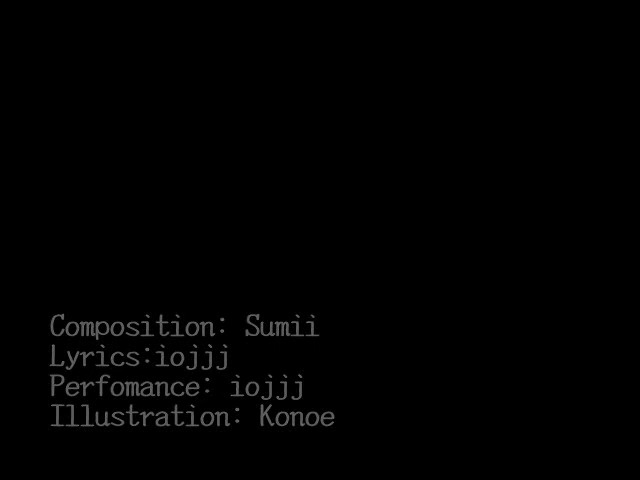 Composition: Sumii
Lyrics:iojjj
Perfomance: iojjj
Illustration: Konoe